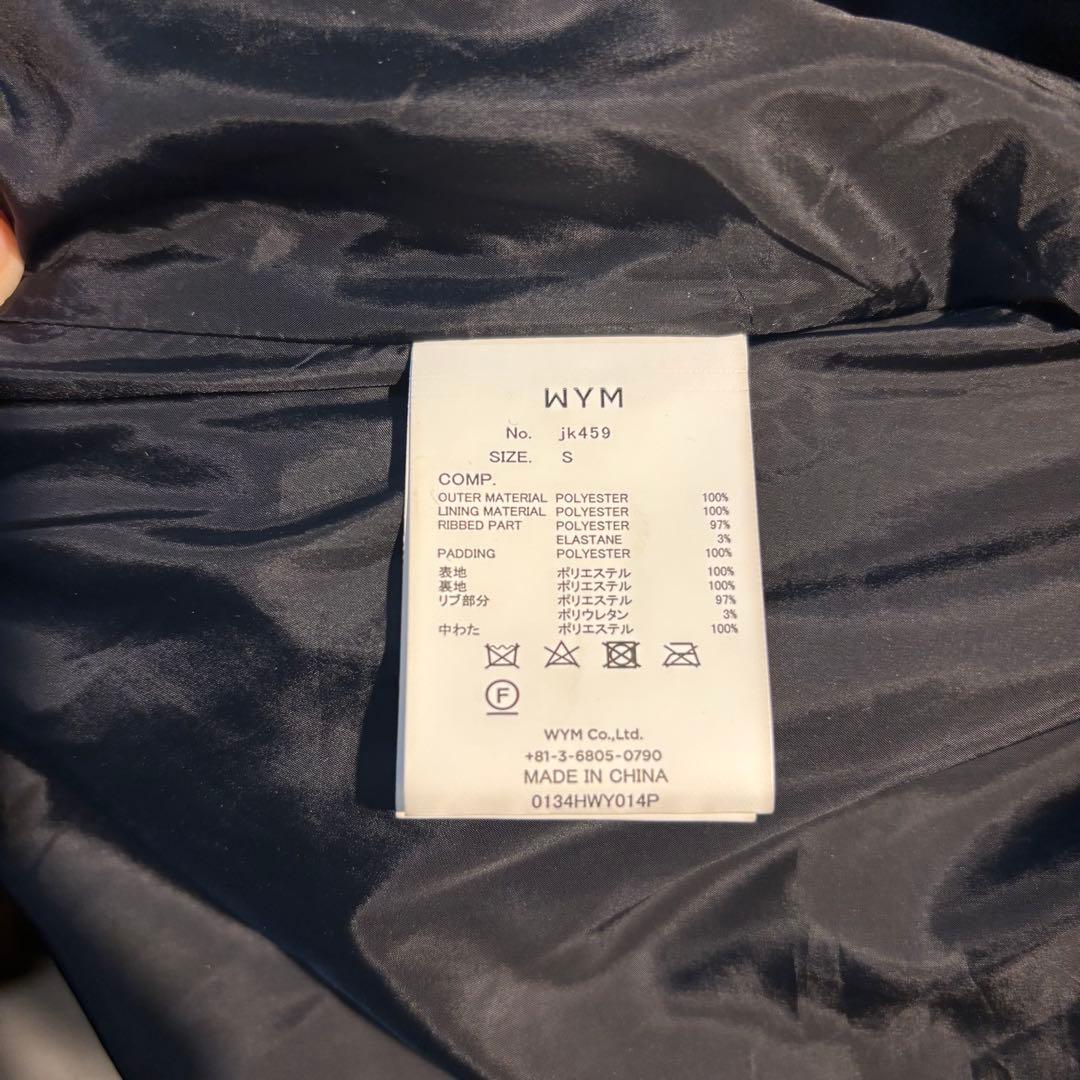 WYM
No. jk459
SIZE. S
COMP.
OUTER MATERIAL POLYESTER 100%
LINING MATERIAL POLYESTER 100%
RIBBED PART POLYESTER 97%
ELASTANE 3%
PADDING POLYESTER 100%
表地 ポリエステル 100%
裏地 ポリエステル 100%
リブ部分 ポリエステル 97%
ポリウレタン 3%
中わた ポリエステル 100%
F
WYM Co.,Ltd.
+81-3-6805-0790
MADE IN CHINA
0134HWY014P